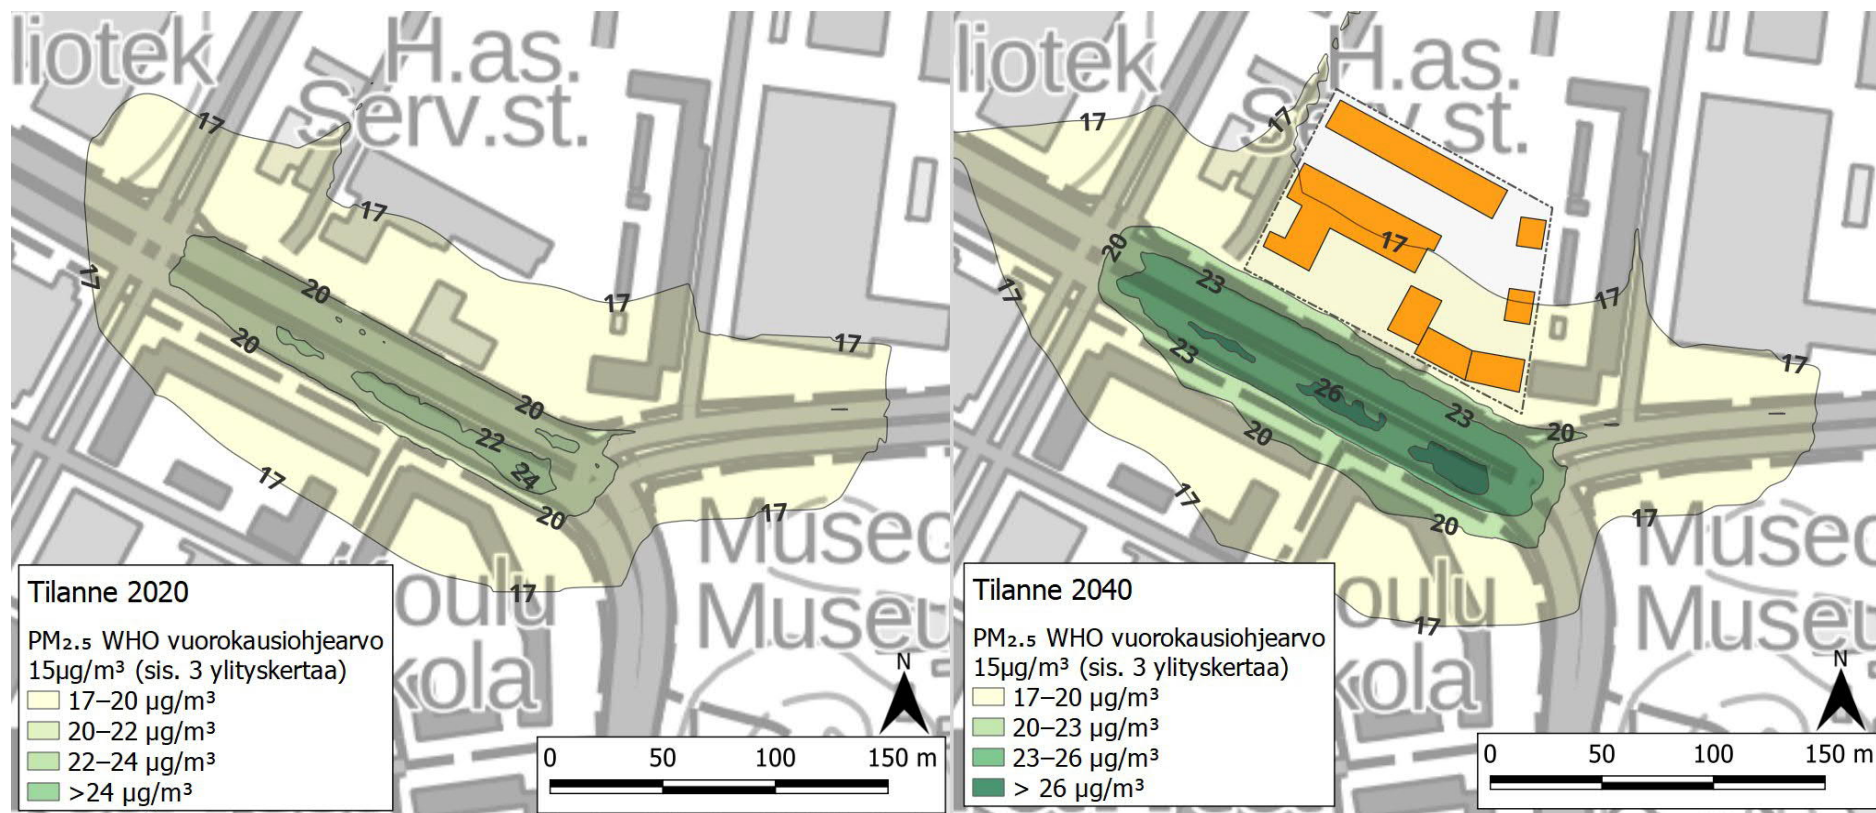 liotek
H.as.
Serv.st.
17
17
17
20
17
20
17
20
22
24
20
17
17
17
Museo
Museu
koulu
kola
Tilanne 2020
PM₂.₅ WHO vuorokausiohjearvo
15µg/m³ (sis. 3 ylityskertaa)
17–20 µg/m³
20–22 µg/m³
22–24 µg/m³
>24 µg/m³
N
0 50 100 150 m
liotek
H.as.
Serv.st.
17
17
20
17
23
17
17
23
17
26
23
20
20
20
17
17
17
Museo
Museu
oulu
kola
Tilanne 2040
PM₂.₅ WHO vuorokausiohjearvo
15µg/m³ (sis. 3 ylityskertaa)
17–20 µg/m³
20–23 µg/m³
23–26 µg/m³
> 26 µg/m³
N
0 50 100 150 m